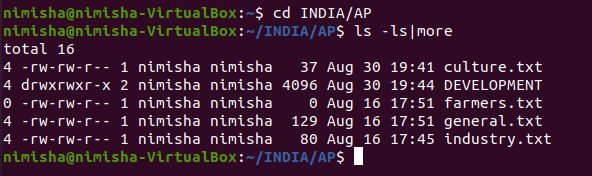 nimisha@nimisha-VirtualBox:~$ cd INDIA/AP
nimisha@nimisha-VirtualBox:~/INDIA/AP$ ls -ls|more
total 16
4 -rw-rw-r-- 1 nimisha nimisha   37 Aug 30 19:41 culture.txt
4 drwxrwxr-x 2 nimisha nimisha 4096 Aug 30 19:44 DEVELOPMENT
0 -rw-rw-r-- 1 nimisha nimisha    0 Aug 16 17:51 farmers.txt
4 -rw-rw-r-- 1 nimisha nimisha  129 Aug 16 17:51 general.txt
4 -rw-rw-r-- 1 nimisha nimisha   80 Aug 16 17:45 industry.txt
nimisha@nimisha-VirtualBox:~/INDIA/AP$